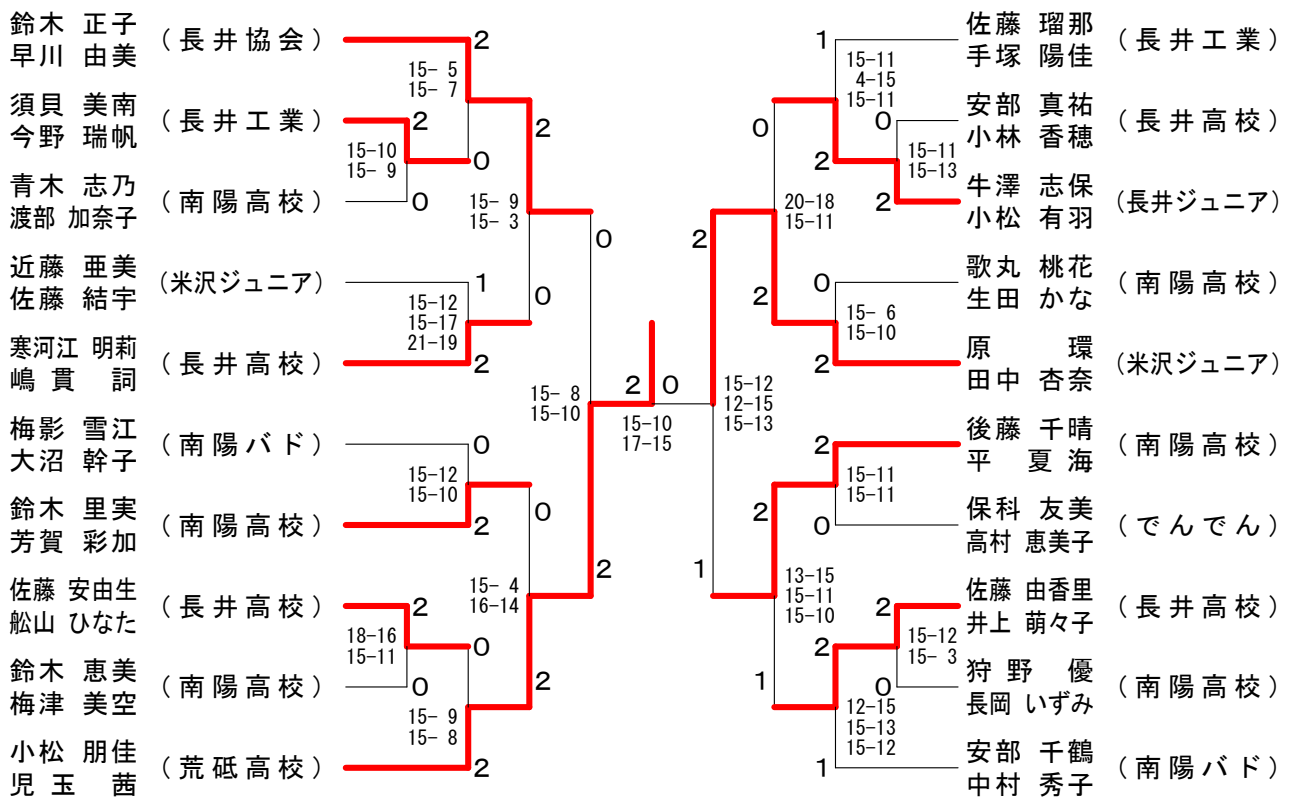 鈴木 正子
早川 由美
(長井協会)
2
15- 5
15- 7
須貝 美南
今野 瑞帆
(長井工業)
2
15-10
15- 9
0
青木 志乃
渡部 加奈子
(南陽高校)
0
2
15- 9
15- 3
近藤 亜美
佐藤 結宇
(米沢ジュニア)
1
15-12
15-17
21-19
0
寒河江 明莉
嶋貫 詞
(長井高校)
2
0
15- 8
15-10
梅影 雪江
大沼 幹子
(南陽バド)
0
15-12
15-10
鈴木 里実
芳賀 彩加
(南陽高校)
2
0
15- 4
16-14
2
佐藤 安由生
舩山 ひなた
(長井高校)
2
18-16
15-11
0
鈴木 恵美
梅津 美空
(南陽高校)
0
2
15- 9
15- 8
小松 朋佳
児玉 茜
(荒砥高校)
2
2 0
15-10
17-15
佐藤 瑠那
手塚 陽佳
(長井工業)
1
15-11
4-15
15-11
安部 真祐
小林 香穂
(長井高校)
0
15-11
15-13
0
2
牛澤 志保
小松 有羽
(長井ジュニア)
2
20-18
15-11
2
歌丸 桃花
生田 かな
(南陽高校)
0
15- 6
15-10
2
原 環
田中 杏奈
(米沢ジュニア)
2
15-12
12-15
15-13
後藤 千晴
平 夏海
(南陽高校)
2
15-11
15-11
保科 友美
高村 恵美子
(でんでん)
0
2
1
13-15
15-11
15-10
佐藤 由香里
井上 萌々子
(長井高校)
2
15-12
15- 3
2
狩野 優
長岡 いずみ
(南陽高校)
0
1
12-15
15-13
15-12
安部 千鶴
中村 秀子
(南陽バド)
1